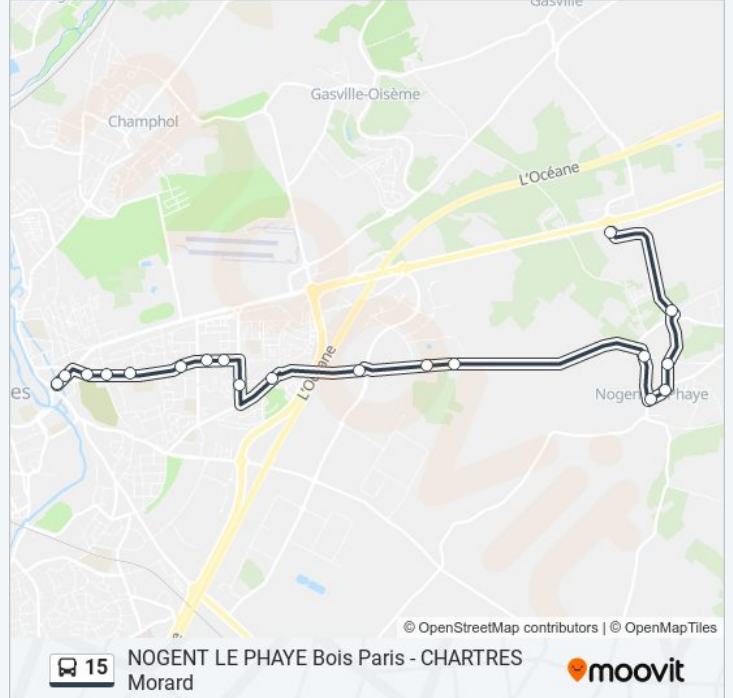 Gasville
Gasville-Oisème
Champhol
L'Océane
L'Océane
es
Nogent Phaye
e
© OpenStreetMap contributors | © OpenMapTiles
15
NOGENT LE PHAYE Bois Paris - CHARTRES
Morard
moovit